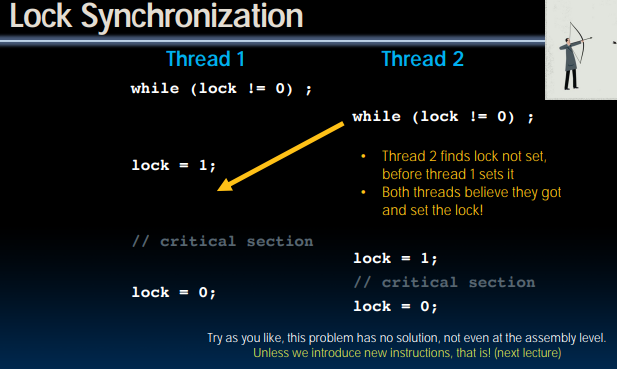 Lock Synchronization
Thread 1
Thread 2
while (lock != 0) ;
while (lock != 0) ;
• Thread 2 finds lock not set,
before thread 1 sets it
• Both threads believe they got
and set the lock!
lock = 1;
// critical section
lock = 1;
// critical section
lock = 0;
lock = 0;
Try as you like, this problem has no solution, not even at the assembly level.
Unless we introduce new instructions, that is! (next lecture)